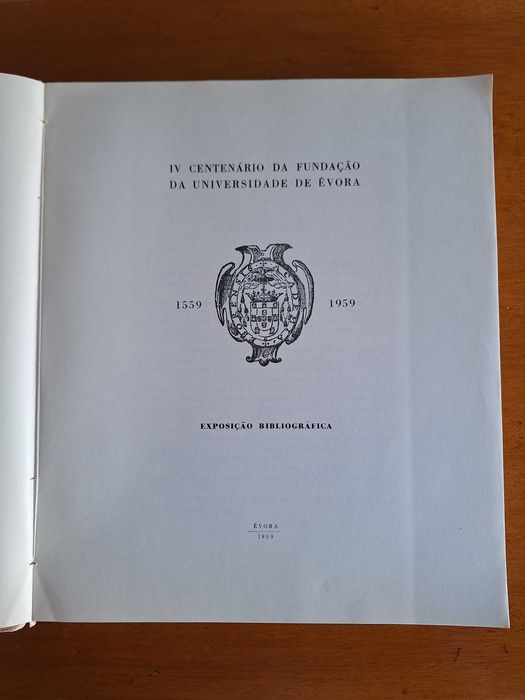 IV CENTENÁRIO DA FUNDAÇÃO
DA UNIVERSIDADE DE ÉVORA
1559
1959
EXPOSIÇÃO BIBLIOGRÁFICA
ÉVORA
1959